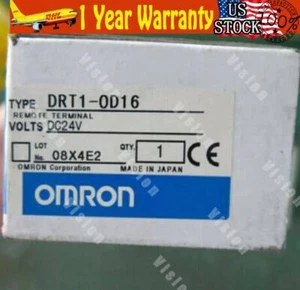 1 Year Warranty
US
STOCK
TYPE DRT1-OD16
REMOTE TERMINAL
VOLTS DC24V
LOT
No. 08X4E2
QTY. 1
CE
OMRON Corporation MADE IN JAPAN
OMRON
Vision